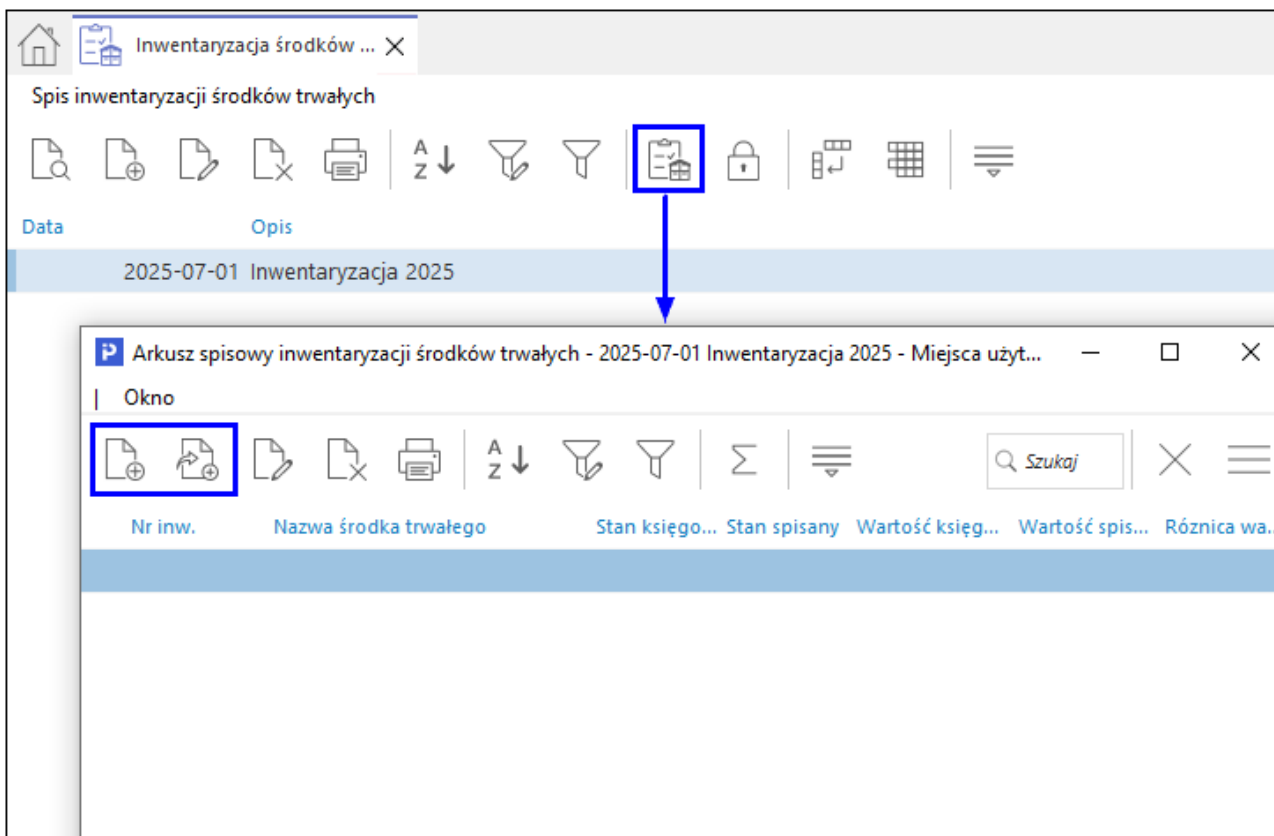 Inwentaryzacja środków ...
Spis inwentaryzacji środków trwałych
A
Z
Data Opis
2025-07-01 Inwentaryzacja 2025
Arkusz spisowy inwentaryzacji środków trwałych - 2025-07-01 Inwentaryzacja 2025 - Miejsca użyt...
| Okno
A
Z
Szukaj
Nr inw. Nazwa środka trwałego Stan księgo... Stan spisany Wartość księg... Wartość spis... Róznica wa...